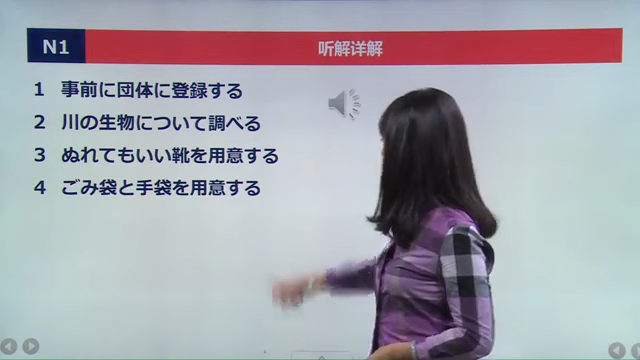 N1
听解详解
1 事前に団体に登録する
2 川の生物について調べる
3 ぬれてもいい靴を用意する
4 ごみ袋と手袋を用意する